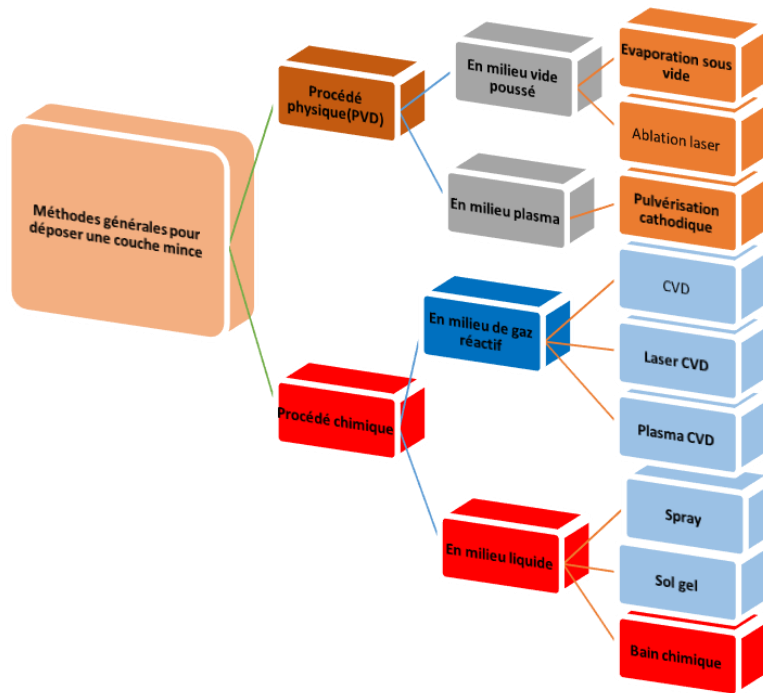 Méthodes générales pour
déposer une couche mince
Procédé
physique(PVD)
En milieu vide
poussé
Evaporation sous
vide
Ablation laser
En milieu plasma
Pulvérisation
cathodique
Procédé chimique
En milieu de gaz
réactif
CVD
Laser CVD
Plasma CVD
En milieu liquide
Spray
Sol gel
Bain chimique